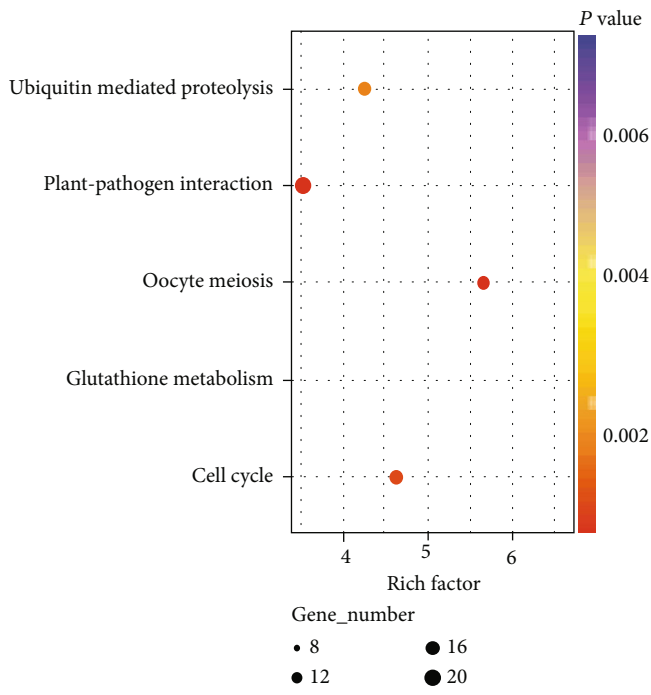 P value
Ubiquitin mediated proteolysis
0.006
Plant-pathogen interaction
Oocyte meiosis
0.004
Glutathione metabolism
0.002
Cell cycle
4 5 6
Rich factor
Gene_number
8 16
12 20